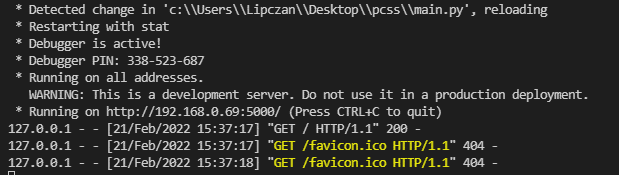 * Detected change in 'c:\\Users\\Lipczan\\Desktop\\pcss\\main.py', reloading
* Restarting with stat
* Debugger is active!
* Debugger PIN: 338-523-687
* Running on all addresses.
WARNING: This is a development server. Do not use it in a production deployment.
* Running on http://192.168.0.69:5000/ (Press CTRL+C to quit)
127.0.0.1 - - [21/Feb/2022 15:37:17] "GET / HTTP/1.1" 200 -
127.0.0.1 - - [21/Feb/2022 15:37:17] "GET /favicon.ico HTTP/1.1" 404 -
127.0.0.1 - - [21/Feb/2022 15:37:18] "GET /favicon.ico HTTP/1.1" 404 -